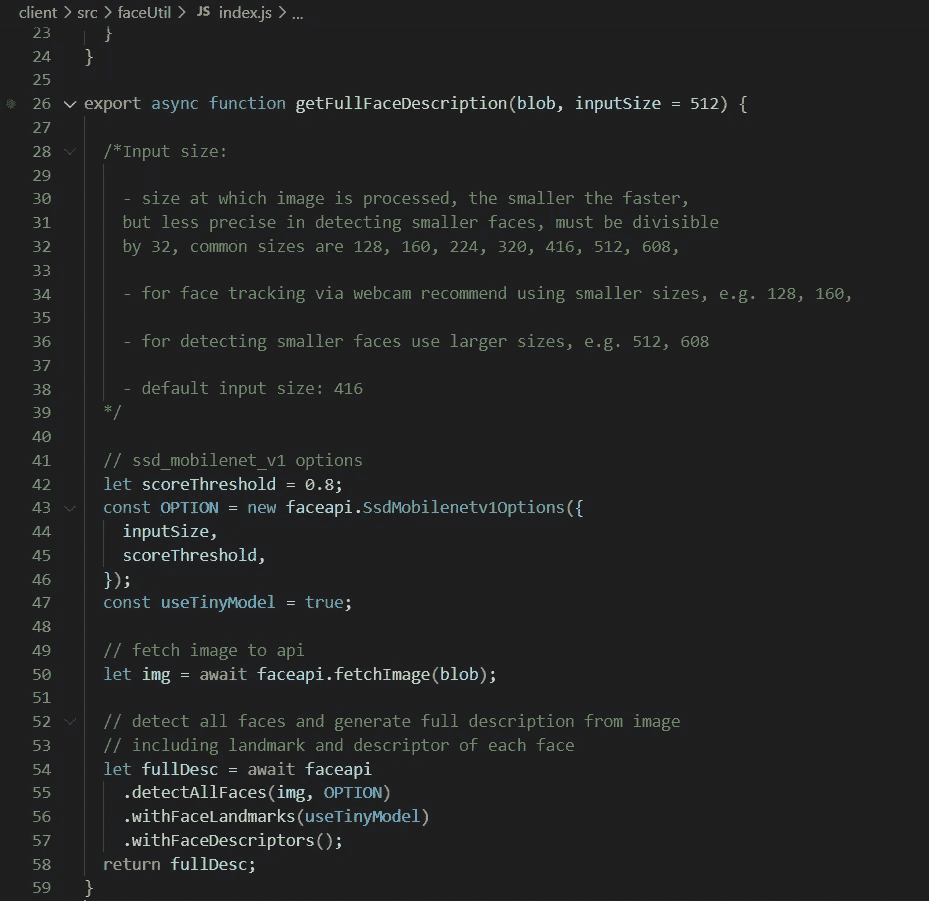 client > src > faceUtil > JS index.js > ...
23 }
24 }
25
26 export async function getFullFaceDescription(blob, inputSize = 512) {
27
28 /*Input size:
29
30 - size at which image is processed, the smaller the faster,
31 but less precise in detecting smaller faces, must be divisible
32 by 32, common sizes are 128, 160, 224, 320, 416, 512, 608,
33
34 - for face tracking via webcam recommend using smaller sizes, e.g. 128, 160,
35
36 - for detecting smaller faces use larger sizes, e.g. 512, 608
37
38 - default input size: 416
39 */
40
41 // ssd_mobilenet_v1 options
42 let scoreThreshold = 0.8;
43 const OPTION = new faceapi.SsdMobilenetv1Options({
44 inputSize,
45 scoreThreshold,
46 });
47 const useTinyModel = true;
48
49 // fetch image to api
50 let img = await faceapi.fetchImage(blob);
51
52 // detect all faces and generate full description from image
53 // including landmark and descriptor of each face
54 let fullDesc = await faceapi
55 .detectAllFaces(img, OPTION)
56 .withFaceLandmarks(useTinyModel)
57 .withFaceDescriptors();
58 return fullDesc;
59 }